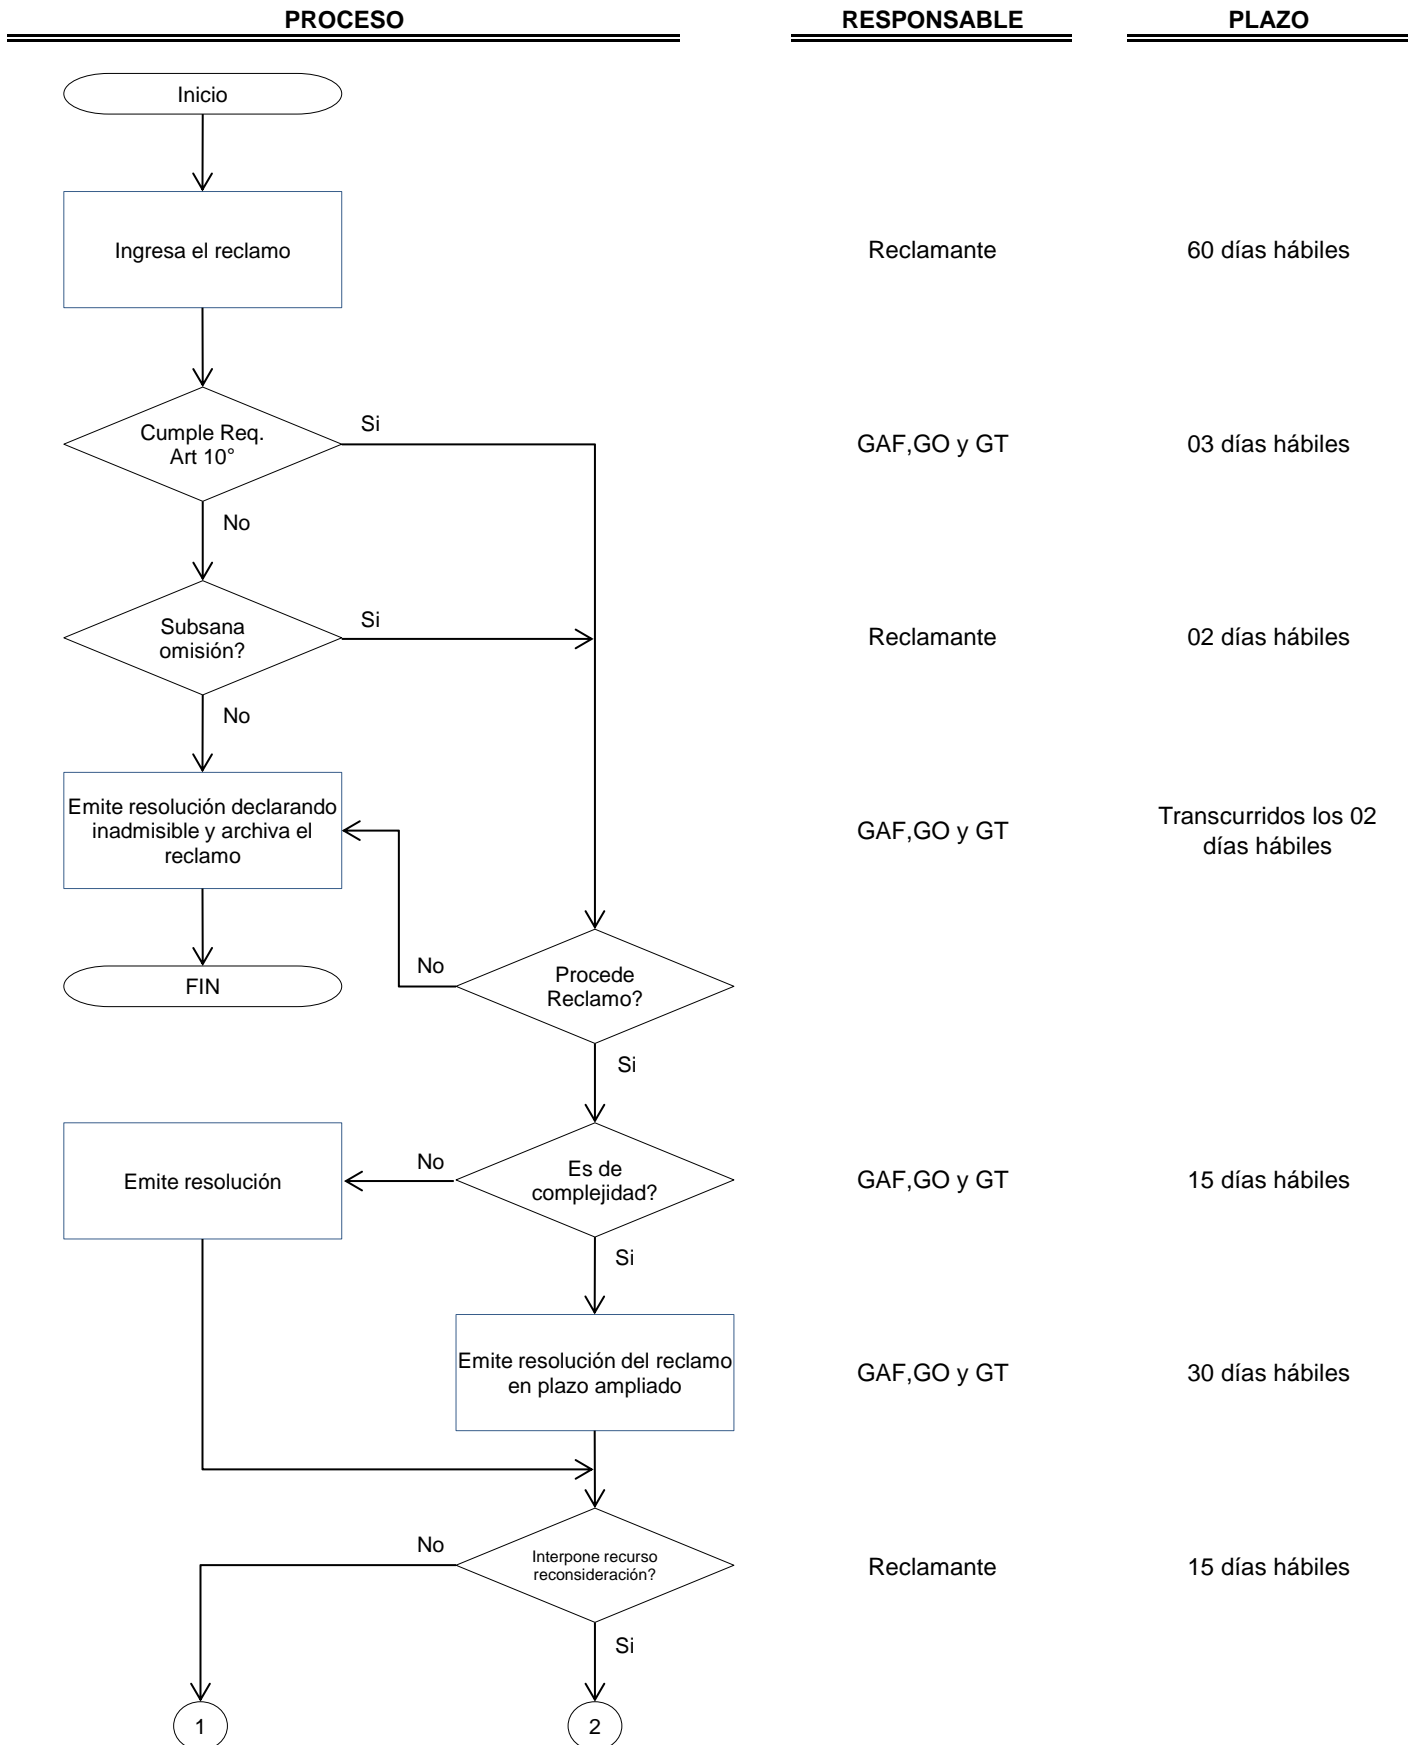 PROCESO
RESPONSABLE
PLAZO
Inicio
Ingresa el reclamo
Reclamante
60 días hábiles
Cumple Req.
Art 10°
Si
GAF,GO y GT
03 días hábiles
No
Subsana
omisión?
Si
Reclamante
02 días hábiles
No
Emite resolución declarando
inadmisible y archiva el
reclamo
GAF,GO y GT
Transcurridos los 02
días hábiles
FIN
No
Procede
Reclamo?
Si
Emite resolución
No
Es de
complejidad?
GAF,GO y GT
15 días hábiles
Si
Emite resolución del reclamo
en plazo ampliado
GAF,GO y GT
30 días hábiles
No
Interpone recurso
reconsideración?
Reclamante
15 días hábiles
Si
1
2